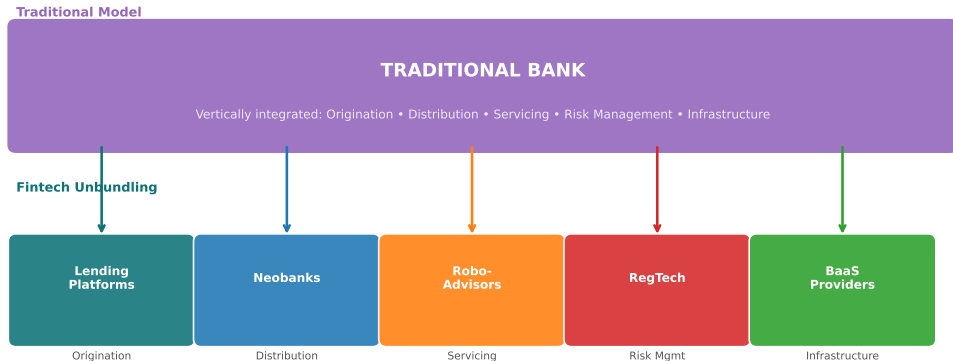 Traditional Model
TRADITIONAL BANK
Vertically integrated: Origination • Distribution • Servicing • Risk Management • Infrastructure
Fintech Unbundling
Lending
Platforms
Neobanks
Robo-
Advisors
RegTech
BaaS
Providers
Origination
Distribution
Servicing
Risk Mgmt
Infrastructure